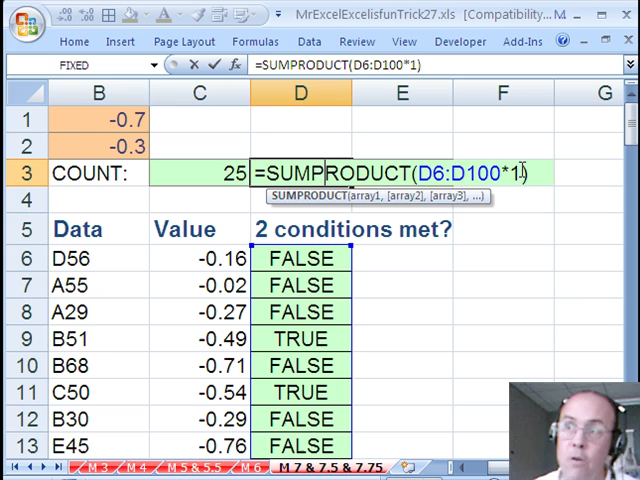 MrExcelExcelisfunTrick27.xls [Compatibility
Home Insert Page Layout Formulas Data Review View Developer Add-Ins
FIXED =SUMPRODUCT(D6:D100*1)
B C D E F G
1 -0.7
2 -0.3
3 COUNT: 25 =SUMPRODUCT(D6:D100*1)
SUMPRODUCT(array1, [array2], [array3], ...)
4
5 Data Value 2 conditions met?
6 D56 -0.16 FALSE
7 A55 -0.02 FALSE
8 A29 -0.27 FALSE
9 B51 -0.49 TRUE
10 B68 -0.71 FALSE
11 C50 -0.54 TRUE
12 B30 -0.29 FALSE
13 E45 -0.76 FALSE
M 3 M 4 M 5 & 5.5 M 6 M 7 & 7.5 & 7.75